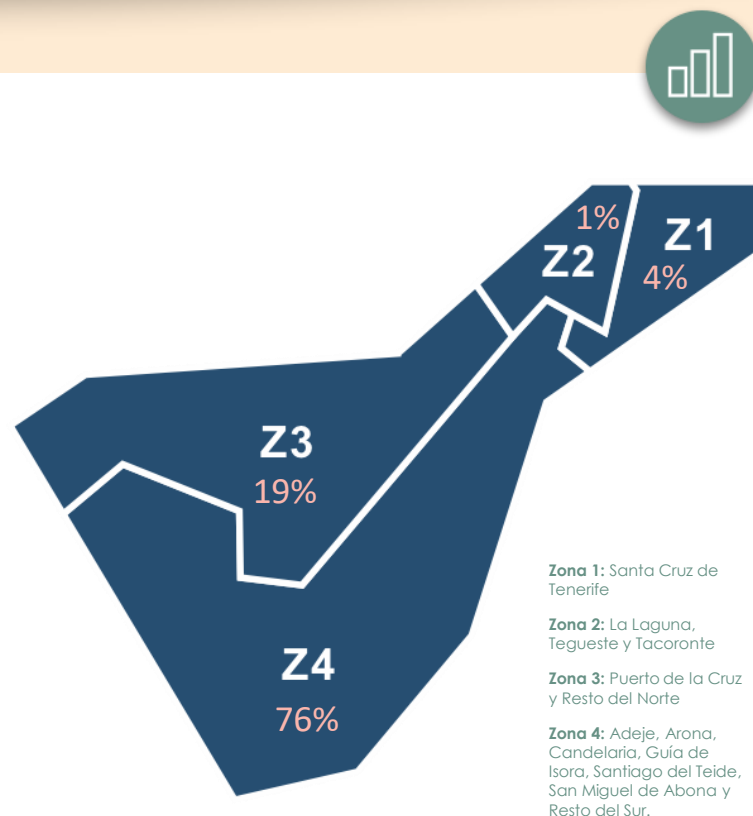 1%
Z2
Z1
4%
Z3
19%
Z4
76%
Zona 1: Santa Cruz de
Tenerife
Zona 2: La Laguna,
Tegueste y Tacoronte
Zona 3: Puerto de la Cruz
y Resto del Norte
Zona 4: Adeje, Arona,
Candelaria, Guía de
Isora, Santiago del Teide,
San Miguel de Abona y
Resto del Sur.